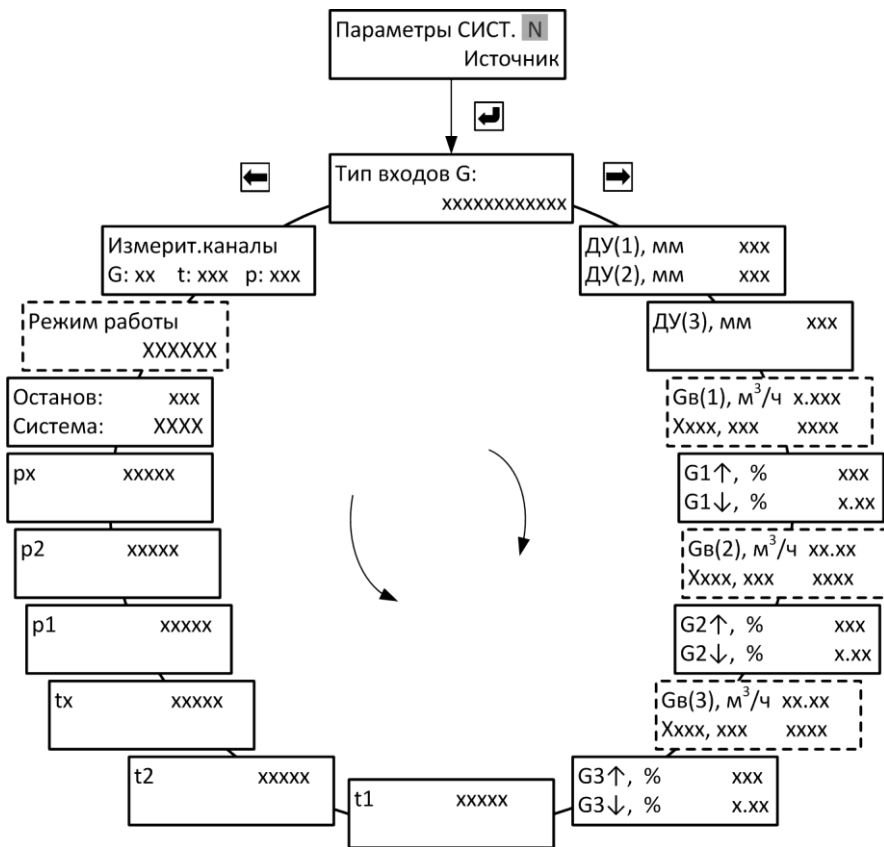 Параметры СИСТ. N
Источник
Тип входов G:
xxxxxxxxxxxx
ДУ(1), мм xxx
ДУ(2), мм xxx
ДУ(3), мм xxx
Gв(1), м³/ч x.xxx
Xxxx, xxx xxxx
G1↑, % xxx
G1↓, % x.xx
Gв(2), м³/ч xx.xx
Xxxx, xxx xxxx
G2↑, % xxx
G2↓, % x.xx
Gв(3), м³/ч xx.xx
Xxxx, xxx xxxx
G3↑, % xxx
G3↓, % x.xx
t1 xxxxx
t2 xxxxx
tx xxxxx
p1 xxxxx
p2 xxxxx
px xxxxx
Останов: xxx
Система: XXXX
Режим работы
XXXXXX
Измерит.каналы
G: xx t: xxx p: xxx